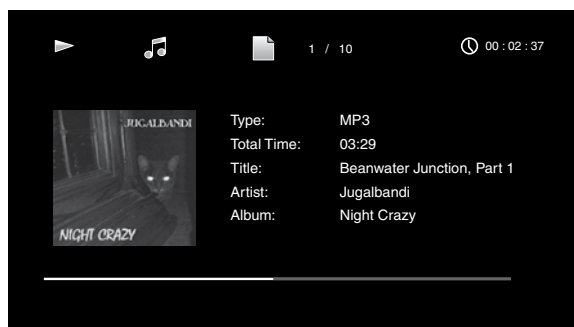 1 / 10
00 : 02 : 37
JUGALBANDI
NIGHT CRAZY
Type: MP3
Total Time: 03:29
Title: Beanwater Junction, Part 1
Artist: Jugalbandi
Album: Night Crazy